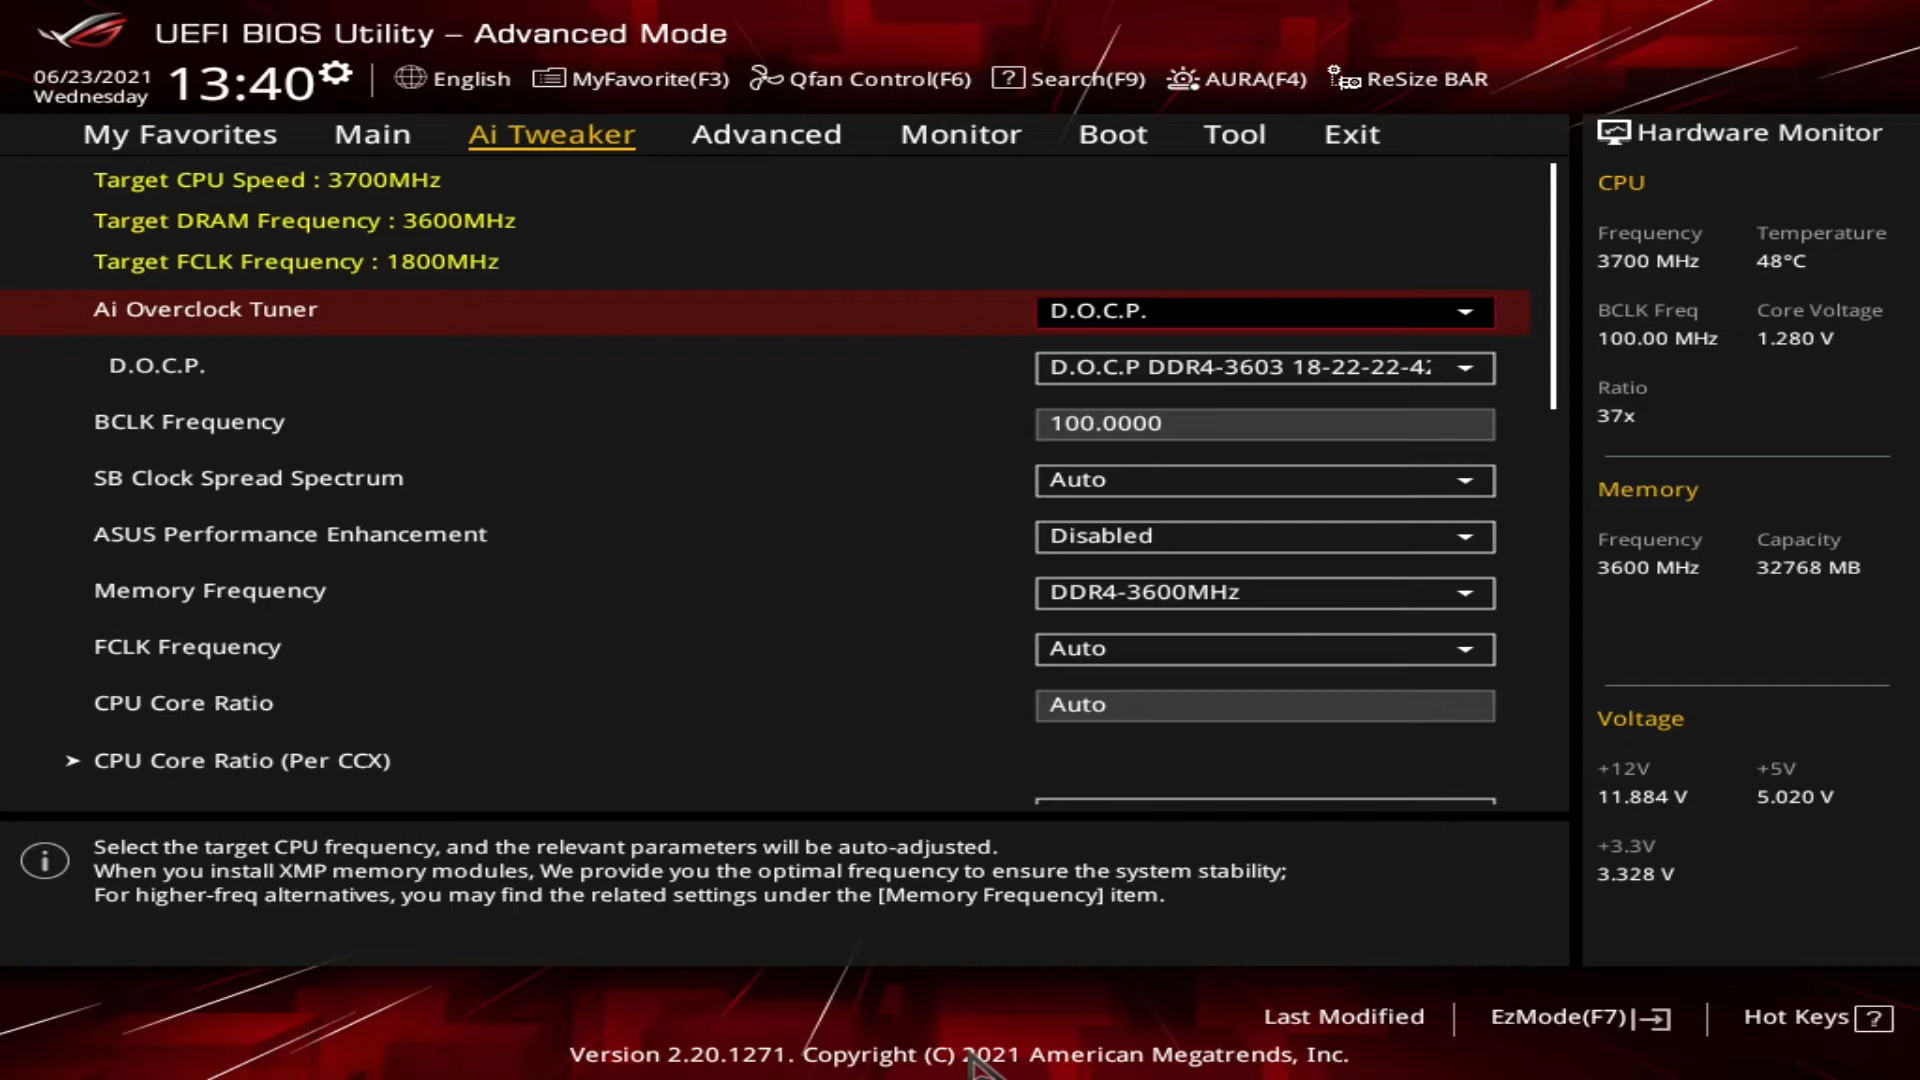 UEFI BIOS Utility – Advanced Mode
06/23/2021
Wednesday
13:40
English
MyFavorite(F3)
Qfan Control(F6)
? Search(F9)
AURA(F4)
ReSize BAR
My Favorites
Main
Ai Tweaker
Advanced
Monitor
Boot
Tool
Exit
Target CPU Speed : 3700MHz
Target DRAM Frequency : 3600MHz
Target FCLK Frequency : 1800MHz
Ai Overclock Tuner
D.O.C.P.
D.O.C.P.
D.O.C.P DDR4-3603 18-22-22-42
BCLK Frequency
100.0000
SB Clock Spread Spectrum
Auto
ASUS Performance Enhancement
Disabled
Memory Frequency
DDR4-3600MHz
FCLK Frequency
Auto
CPU Core Ratio
Auto
CPU Core Ratio (Per CCX)
Select the target CPU frequency, and the relevant parameters will be auto-adjusted.
When you install XMP memory modules, We provide you the optimal frequency to ensure the system stability;
For higher-freq alternatives, you may find the related settings under the [Memory Frequency] item.
Hardware Monitor
CPU
Frequency
Temperature
3700 MHz
48°C
BCLK Freq
Core Voltage
100.00 MHz
1.280 V
Ratio
37x
Memory
Frequency
Capacity
3600 MHz
32768 MB
Voltage
+12V
+5V
11.884 V
5.020 V
+3.3V
3.328 V
Last Modified
EzMode(F7)
Hot Keys ?
Version 2.20.1271. Copyright (C) 2021 American Megatrends, Inc.